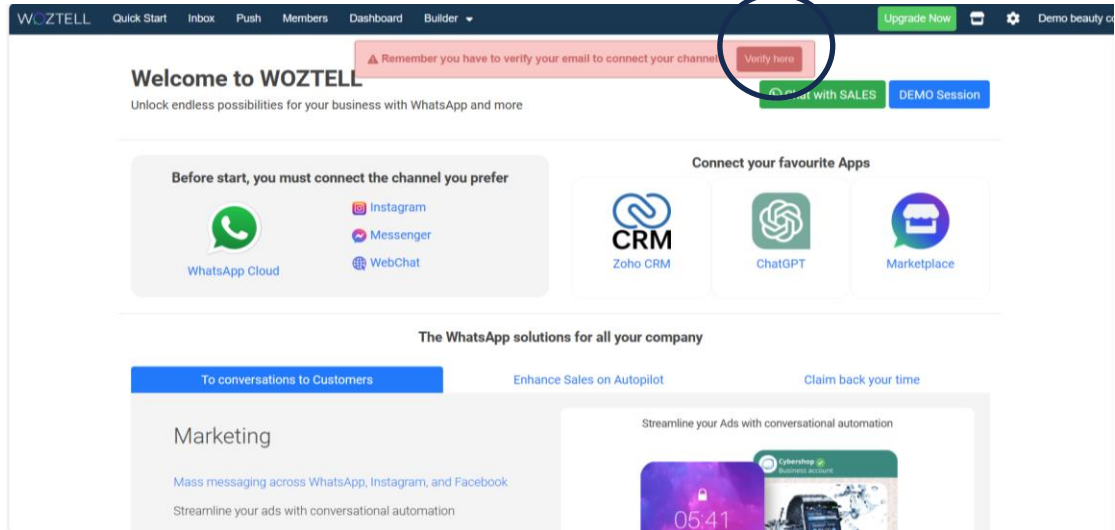 WOZTELL Quick Start Inbox Push Members Dashboard Builder Upgrade Now Demo beauty co
Remember you have to verify your email to connect your channel Verify here
Welcome to WOZTELL
Unlock endless possibilities for your business with WhatsApp and more
Chat with SALES DEMO Session
Before start, you must connect the channel you prefer
WhatsApp Cloud
Instagram
Messenger
WebChat
Connect your favourite Apps
CRM
Zoho CRM
ChatGPT
Marketplace
The WhatsApp solutions for all your company
To conversations to Customers Enhance Sales on Autopilot Claim back your time
Marketing
Mass messaging across WhatsApp, Instagram, and Facebook
Streamline your ads with conversational automation
Streamline your Ads with conversational automation
05:41
Cybershop
Business account